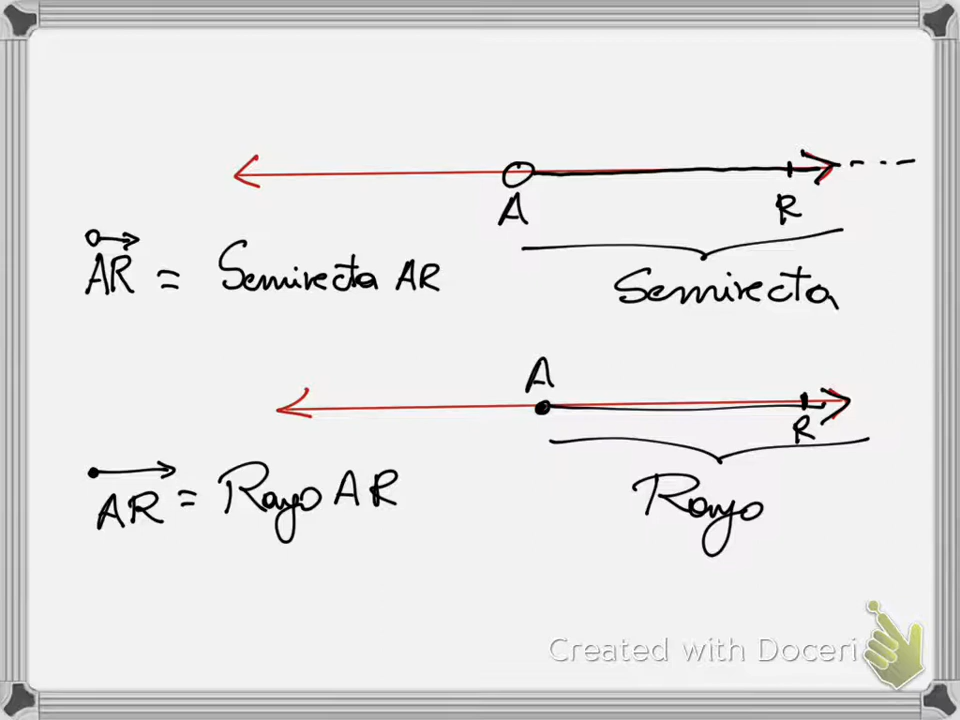 A R
AR = Semirecta AR
Semirecta
A
R
AR = Rayo AR
Rayo
Created with Doceri